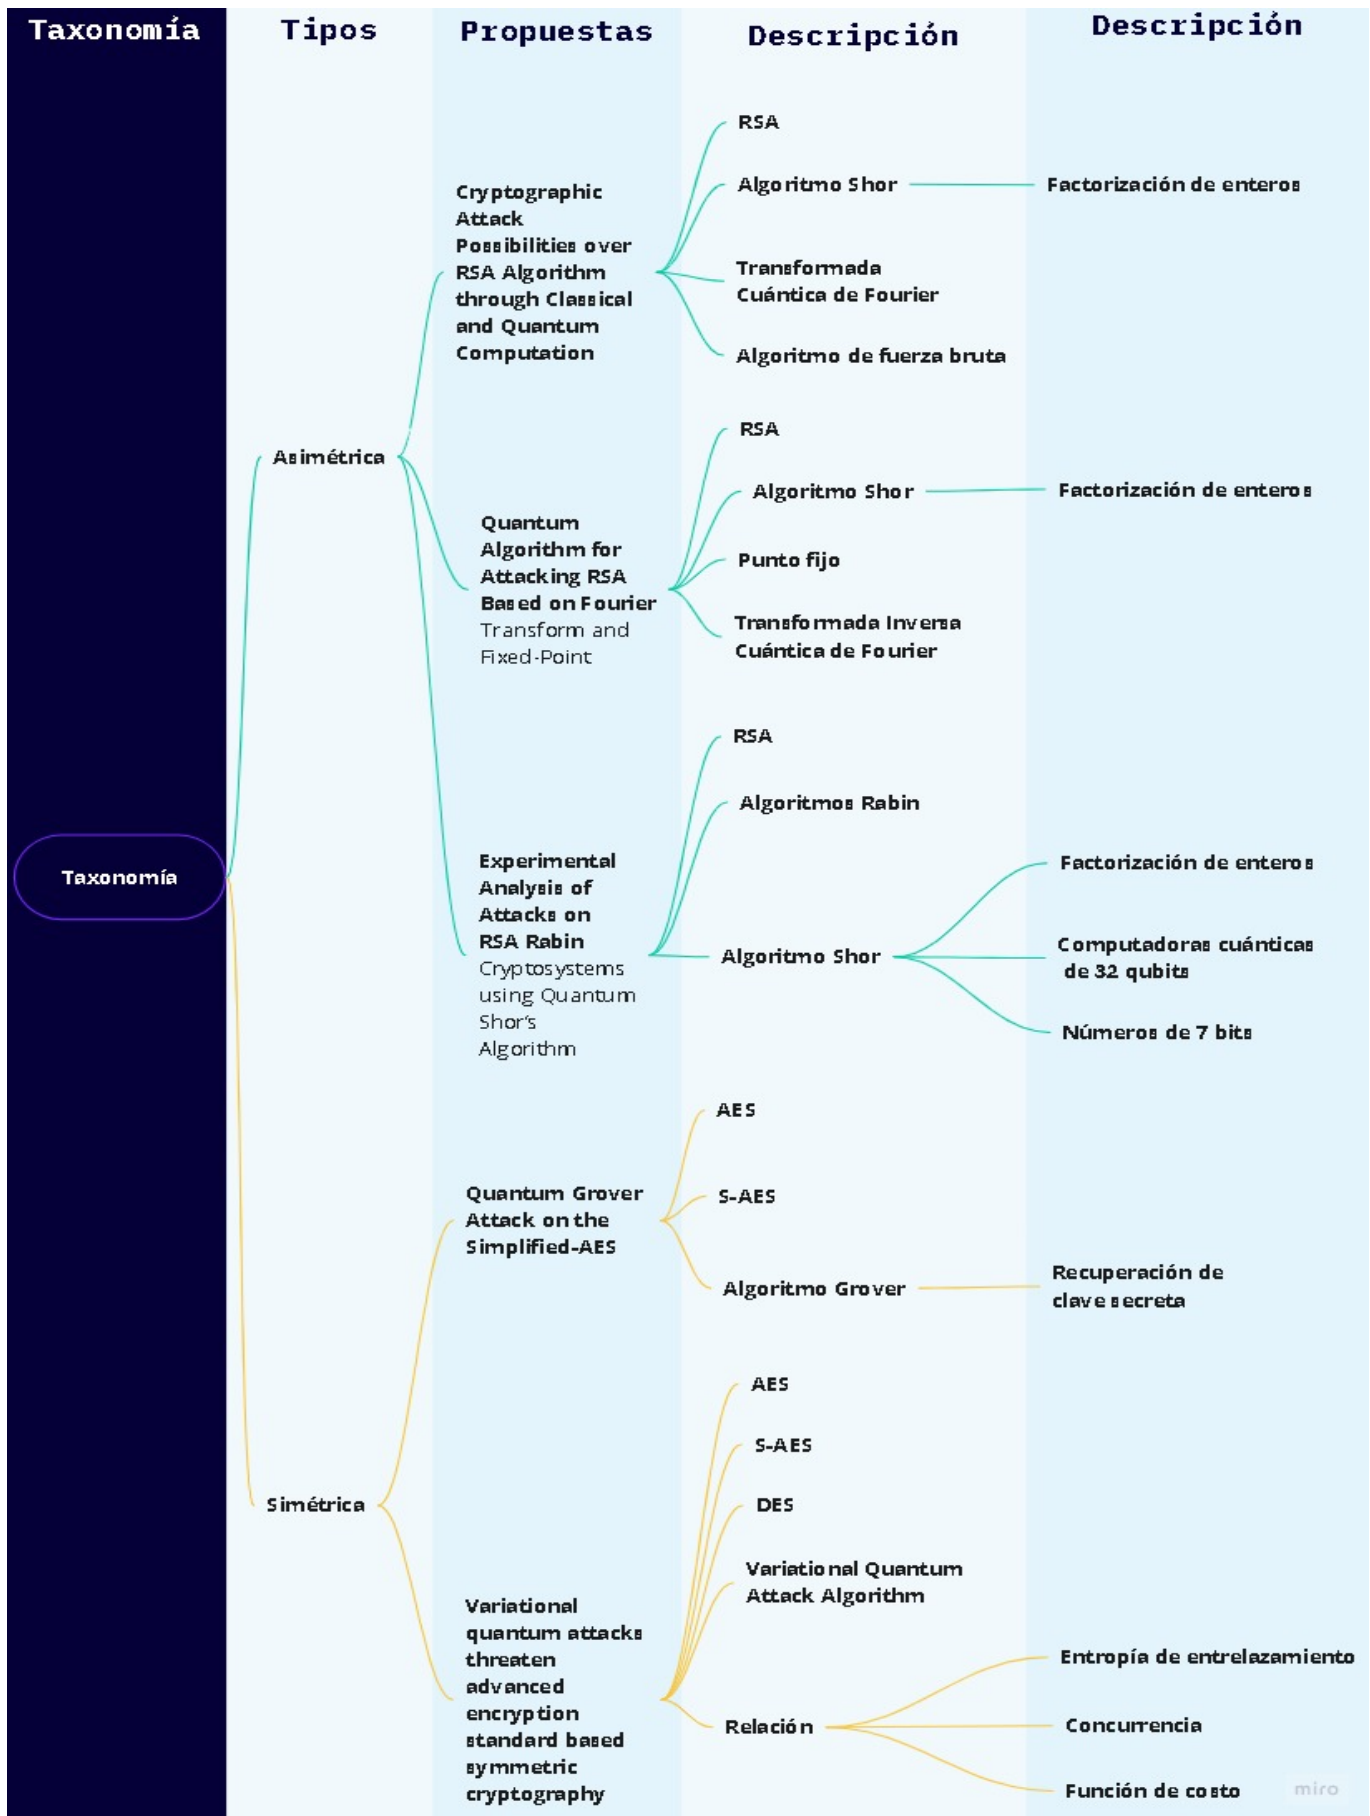 Taxonomía
Tipos
Propuestas
Descripción
Descripción
Taxonomía
Asimétrica
Cryptographic
Attack
Possibilities over
RSA Algorithm
through Classical
and Quantum
Computation
RSA
Algoritmo Shor
Factorización de enteros
Transformada
Cuántica de Fourier
Algoritmo de fuerza bruta
Quantum
Algorithm for
Attacking RSA
Based on Fourier
Transform and
Fixed-Point
RSA
Algoritmo Shor
Factorización de enteros
Punto fijo
Transformada Inversa
Cuántica de Fourier
Experimental
Analysis of
Attacks on
RSA Rabin
Cryptosystems
using Quantum
Shor's
Algorithm
RSA
Algoritmos Rabin
Algoritmo Shor
Factorización de enteros
Computadoras cuánticas
de 32 qubits
Números de 7 bits
Simétrica
Quantum Grover
Attack on the
Simplified-AES
AES
S-AES
Algoritmo Grover
Recuperación de
clave secreta
Variational
quantum attacks
threaten
advanced
encryption
standard based
symmetric
cryptography
AES
S-AES
DES
Variational Quantum
Attack Algorithm
Relación
Entropía de entrelazamiento
Concurrencia
Función de costo
miro